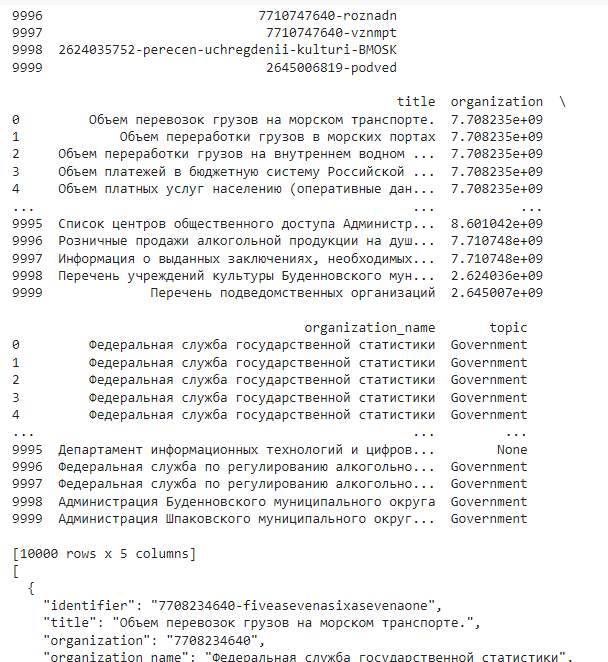 9996 7710747640-roznadn
9997 7710747640-vznmpt
9998 2624035752-perecen-uchregdenii-kulturi-BMOSK
9999 2645006819-podved
title organization \
0 Объем перевозок грузов на морском транспорте. 7.708235e+09
1 Объем переработки грузов в морских портах 7.708235e+09
2 Объем переработки грузов на внутреннем водном ... 7.708235e+09
3 Объем платежей в бюджетную систему Российской ... 7.708235e+09
4 Объем платных услуг населению (оперативные дан... 7.708235e+09
... ... ...
9995 Список центров общественного доступа Администр... 8.601042e+09
9996 Розничные продажи алкогольной продукции на душ... 7.710748e+09
9997 Информация о выданных заключениях, необходимых... 7.710748e+09
9998 Перечень учреждений культуры Буденновского мун... 2.624036e+09
9999 Перечень подведомственных организаций 2.645007e+09
organization_name topic
0 Федеральная служба государственной статистики Government
1 Федеральная служба государственной статистики Government
2 Федеральная служба государственной статистики Government
3 Федеральная служба государственной статистики Government
4 Федеральная служба государственной статистики Government
... ... ...
9995 Департамент информационных технологий и цифров... None
9996 Федеральная служба по регулированию алкогольно... Government
9997 Федеральная служба по регулированию алкогольно... Government
9998 Администрация Буденновского муниципального округа Government
9999 Администрация Шпаковского муниципального округ... Government
[10000 rows x 5 columns]
[
{
"identifier": "7708234640-fiveasevenasixasevenaone",
"title": "Объем перевозок грузов на морском транспорте.",
"organization": "7708234640",
"organization_name": "Федеральная служба государственной статистики",